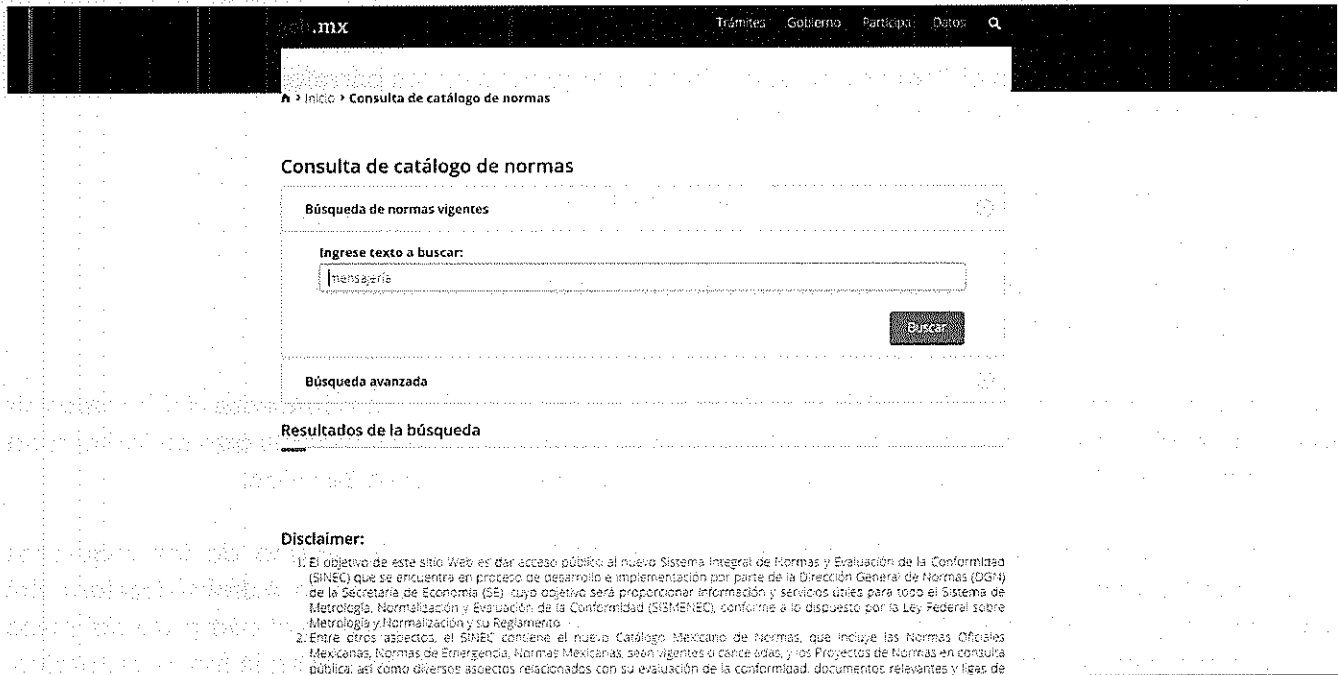 .mx
Trámites Gobierno Participa Datos
> Inicio > Consulta de catálogo de normas
Consulta de catálogo de normas
Búsqueda de normas vigentes
Ingrese texto a buscar:
mensajería
Buscar
Búsqueda avanzada
Resultados de la búsqueda
Disclaimer:
1. El objetivo de este sitio Web es dar acceso público al nuevo Sistema Integral de Normas y Evaluación de la Conformidad
(SINEC) que se encuentra en proceso de desarrollo e implementación por parte de la Dirección General de Normas (DGN)
de la Secretaría de Economía (SE), cuyo objetivo será proporcionar información y servicios útiles para todo el Sistema de
Metrología, Normalización y Evaluación de la Conformidad (SISMENEC), conforme a lo dispuesto por la Ley Federal sobre
Metrología y Normalización y su Reglamento.
2. Entre otros aspectos, el SINEC contiene el nuevo Catálogo Mexicano de Normas, que incluye las Normas Oficiales
Mexicanas, Normas de Emergencia, Normas Mexicanas, sean vigentes o canceladas, y los Proyectos de Normas en consulta
pública, así como diversos aspectos relacionados con su evaluación de la conformidad, documentos relevantes y ligas de